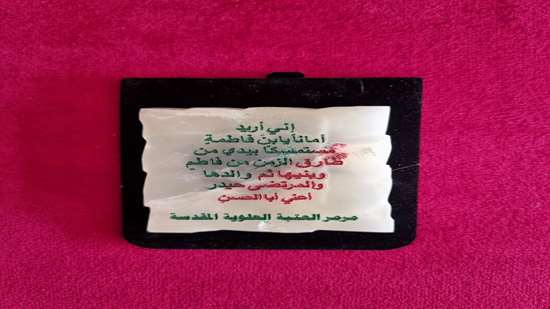 إني أريد
أماناً يابن فاطمةٍ
مستمسكاً بيدي من
طارق الزمن من فاطمٍ
وبنيها ثم والدها
والمرتضى حيدر
أعني أبا الحسن
مرمر العتبة العلوية المقدسة